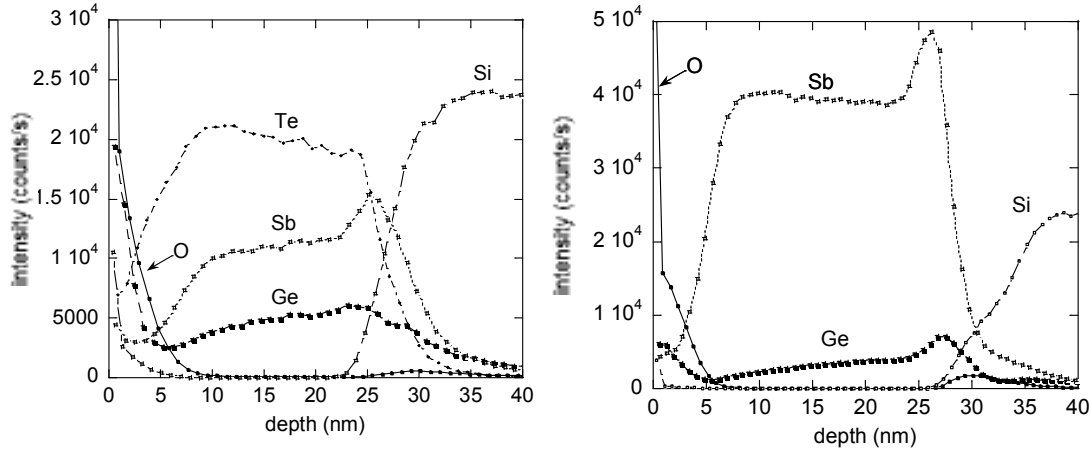 3 10⁴
2.5 10⁴
2 10⁴
1.5 10⁴
1 10⁴
5000
0
intensity (counts/s)
Si
Te
O
Sb
Ge
0 5 10 15 20 25 30 35 40
depth (nm)
5 10⁴
4 10⁴
3 10⁴
2 10⁴
1 10⁴
0
intensity (counts/s)
O
Sb
Si
Ge
0 5 10 15 20 25 30 35 40
depth (nm)